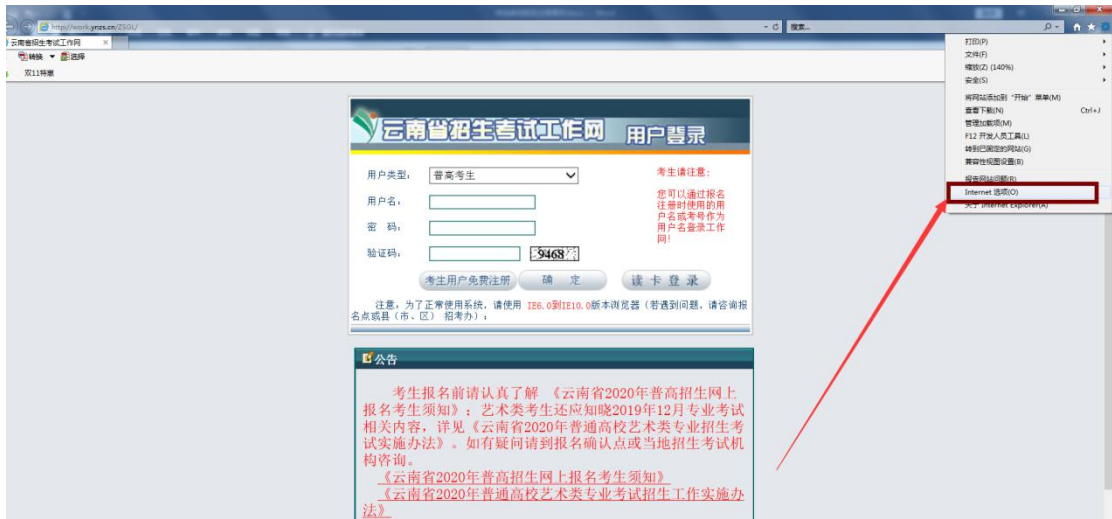 http://work.ynzs.cn/ZSGL/
搜索...
云南省招生考试工作网
转换 选择
双11特惠
打印(P)
文件(F)
缩放(Z) (140%)
安全(S)
将网站添加到“开始”菜单(M)
查看下载(N) Ctrl+J
管理加载项(M)
F12 开发人员工具(L)
转到已固定的网站(G)
兼容性视图设置(B)
报告网站问题(R)
Internet 选项(O)
关于 Internet Explorer(A)
云南省招生考试工作网 用户登录
用户类型： 普高考生
用户名：
密 码：
验证码： 9468
考生请注意：
您可以通过报名
注册时使用的用
户名或考号作为
用户名登录工作
网！
考生用户免费注册 确 定 读 卡 登 录
注意，为了正常使用系统，请使用 IE6.0到IE10.0版本浏览器（若遇到问题，请咨询报
名点或县（市、区） 招考办）；
公告
考生报名前请认真了解 《云南省2020年普高招生网上
报名考生须知》；艺术类考生还应知晓2019年12月专业考试
相关内容，详见《云南省2020年普通高校艺术类专业招生考
试实施办法》。如有疑问请到报名确认点或当地招生考试机
构咨询。
《云南省2020年普高招生网上报名考生须知》
《云南省2020年普通高校艺术类专业考试招生工作实施办
法》